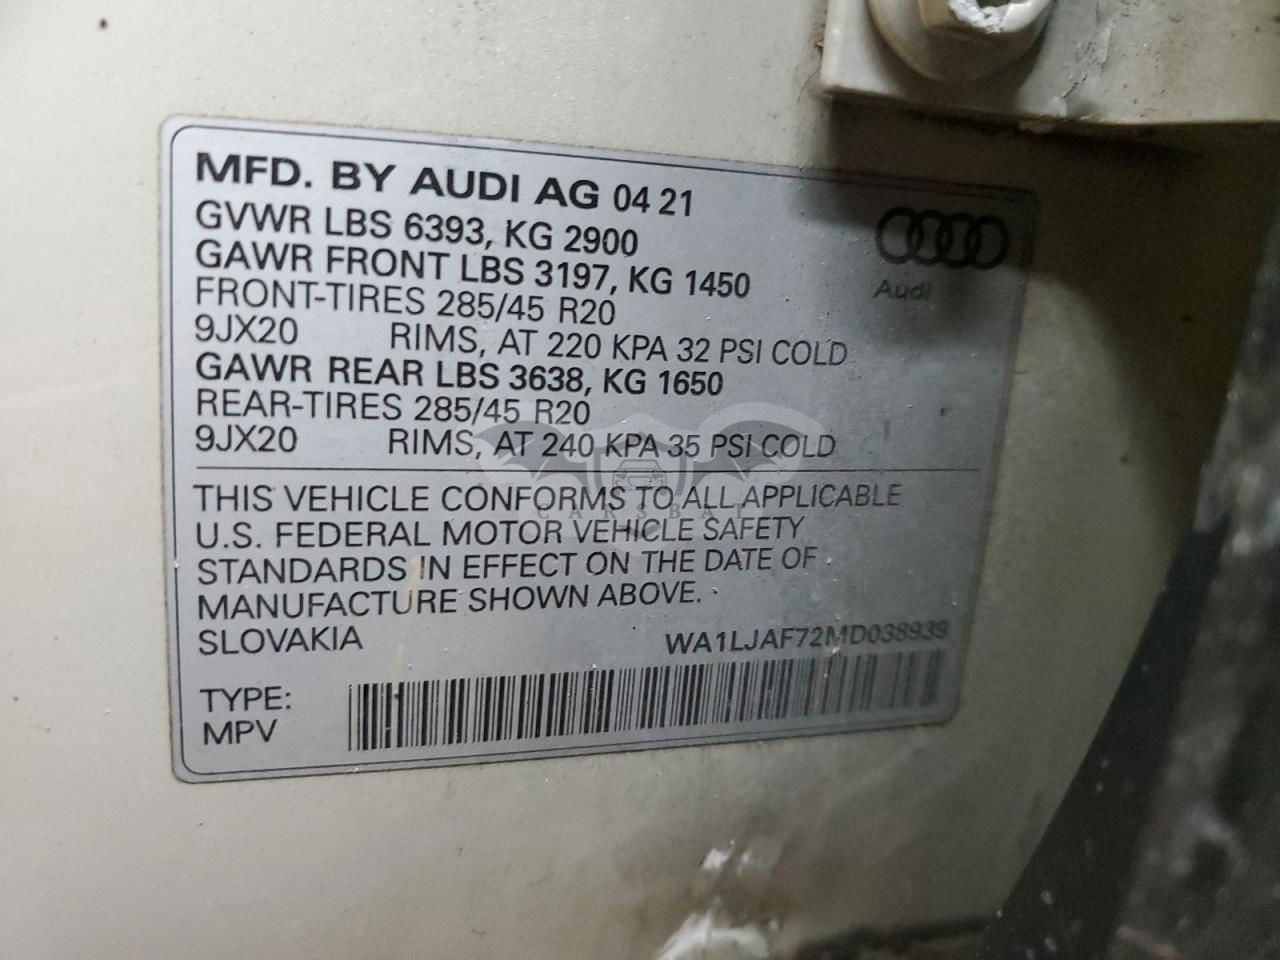 MFD. BY AUDI AG 04 21
GVWR LBS 6393, KG 2900
GAWR FRONT LBS 3197, KG 1450
FRONT-TIRES 285/45 R20
9JX20 RIMS, AT 220 KPA 32 PSI COLD
GAWR REAR LBS 3638, KG 1650
REAR-TIRES 285/45 R20
9JX20 RIMS, AT 240 KPA 35 PSI COLD
Audi
THIS VEHICLE CONFORMS TO ALL APPLICABLE
CARSBAT
U.S. FEDERAL MOTOR VEHICLE SAFETY
STANDARDS IN EFFECT ON THE DATE OF
MANUFACTURE SHOWN ABOVE.
SLOVAKIA WA1LJAF72MD038939
TYPE:
MPV